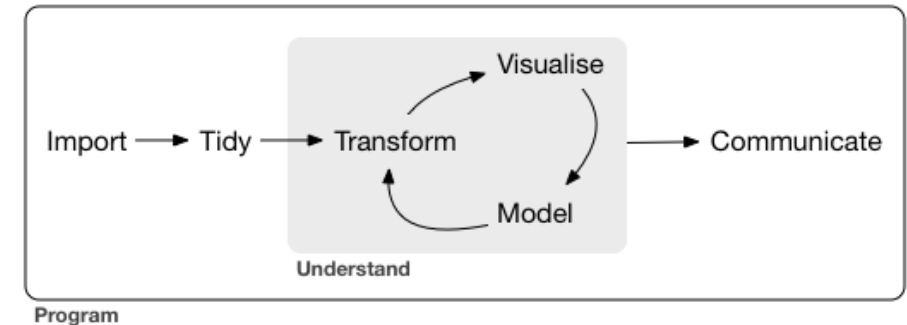 Visualise
Import
Tidy
Transform
Communicate
Model
Understand
Program